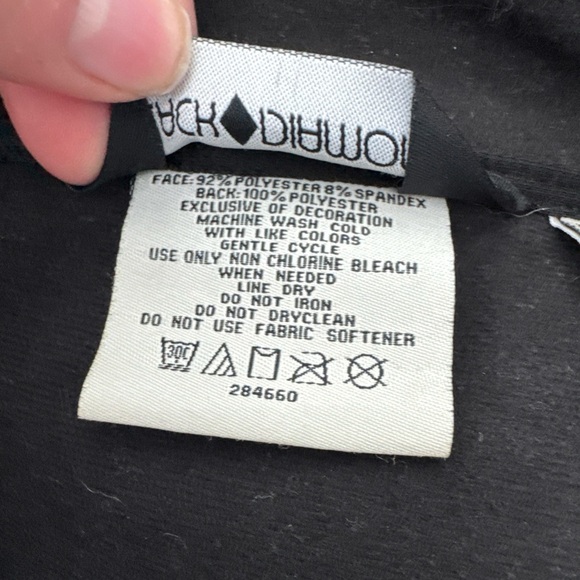 ACK♦DIAMO
FACE: 92% POLYESTER 8% SPANDEX
BACK: 100% POLYESTER
EXCLUSIVE OF DECORATION
MACHINE WASH COLD
WITH LIKE COLORS
GENTLE CYCLE
USE ONLY NON CHLORINE BLEACH
WHEN NEEDED
LINE DRY
DO NOT IRON
DO NOT DRYCLEAN
DO NOT USE FABRIC SOFTENER
30C
284660